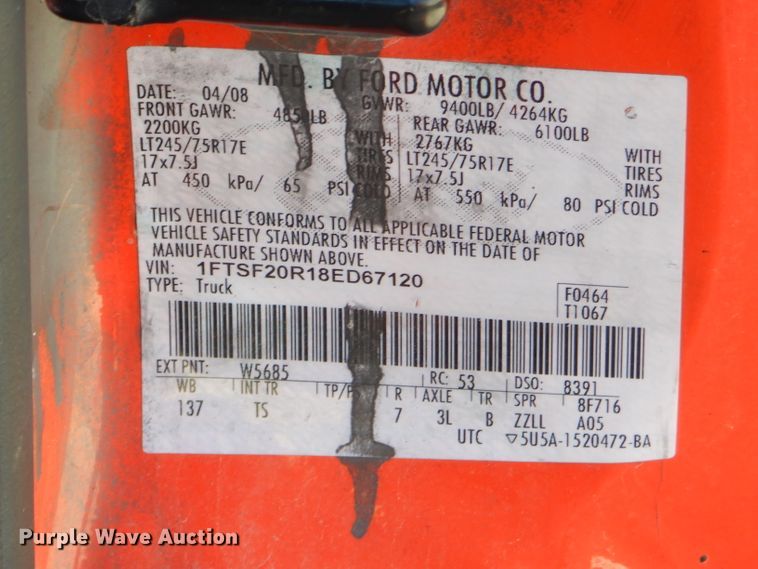 MFD. BY FORD MOTOR CO.
DATE: 04/08 GVWR: 9400LB/ 4264KG
FRONT GAWR: 4850LB REAR GAWR: 6100LB
2200KG WITH 2767KG WITH
LT245/75R17E TIRES LT245/75R17E TIRES
17x7.5J RIMS 17x7.5J RIMS
AT 450 kPa/ 65 PSI COLD AT 550 kPa/ 80 PSI COLD
THIS VEHICLE CONFORMS TO ALL APPLICABLE FEDERAL MOTOR
VEHICLE SAFETY STANDARDS IN EFFECT ON THE DATE OF
MANUFACTURE SHOWN ABOVE.
VIN: 1FTSF20R18ED67120
TYPE: Truck F0464
T1067
EXT PNT: W5685 RC: 53 DSO: 8391
WB INT TR TP/P R AXLE TR SPR 8F716
137 TS 7 3L B ZZLL A05
UTC ▽5U5A-1520472-BA
Purple Wave Auction